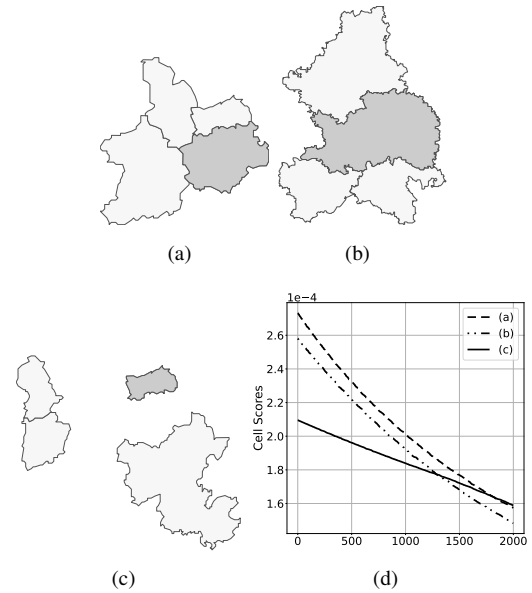 (a)
(b)
(c)
1e−4
2.6
2.4
2.2
2.0
1.8
1.6
Cell Scores
0
500
1000
1500
2000
(a)
(b)
(c)
(d)